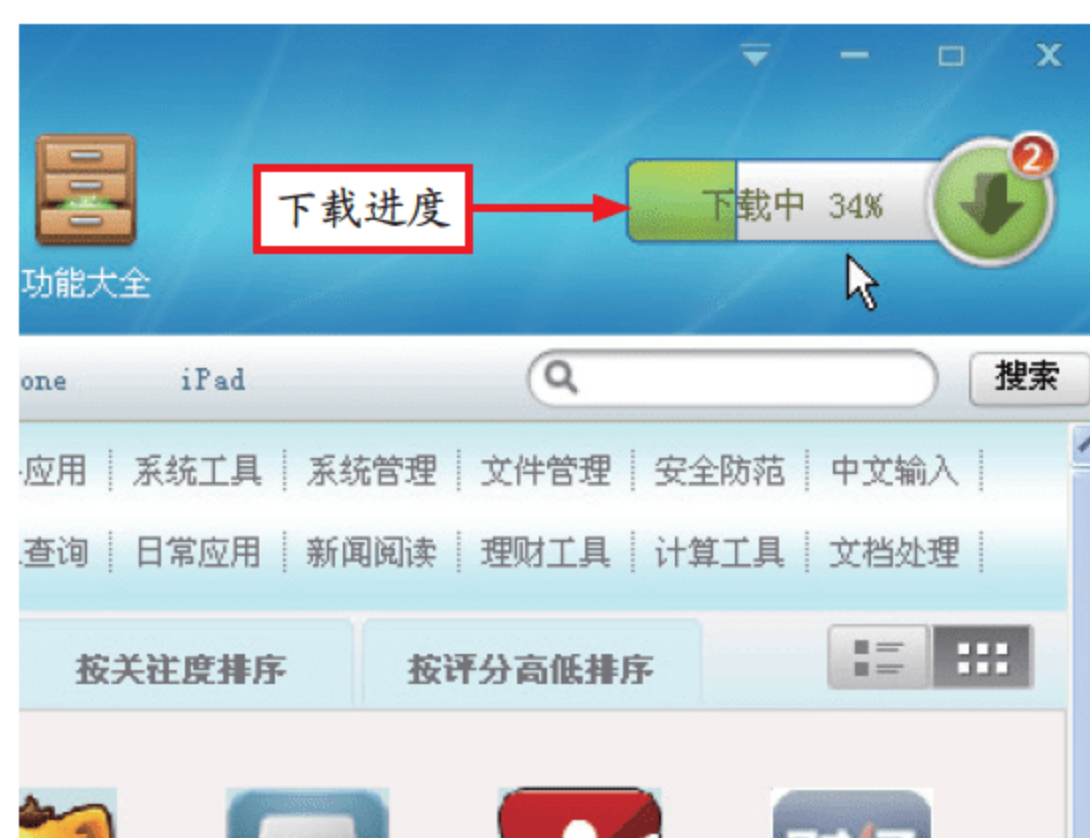 2
下载进度
下载中 34%
功能大全
one iPad 搜索
应用 系统工具 系统管理 文件管理 安全防范 中文输入
查询 日常应用 新闻阅读 理财工具 计算工具 文档处理
按关注度排序 按评分高低排序